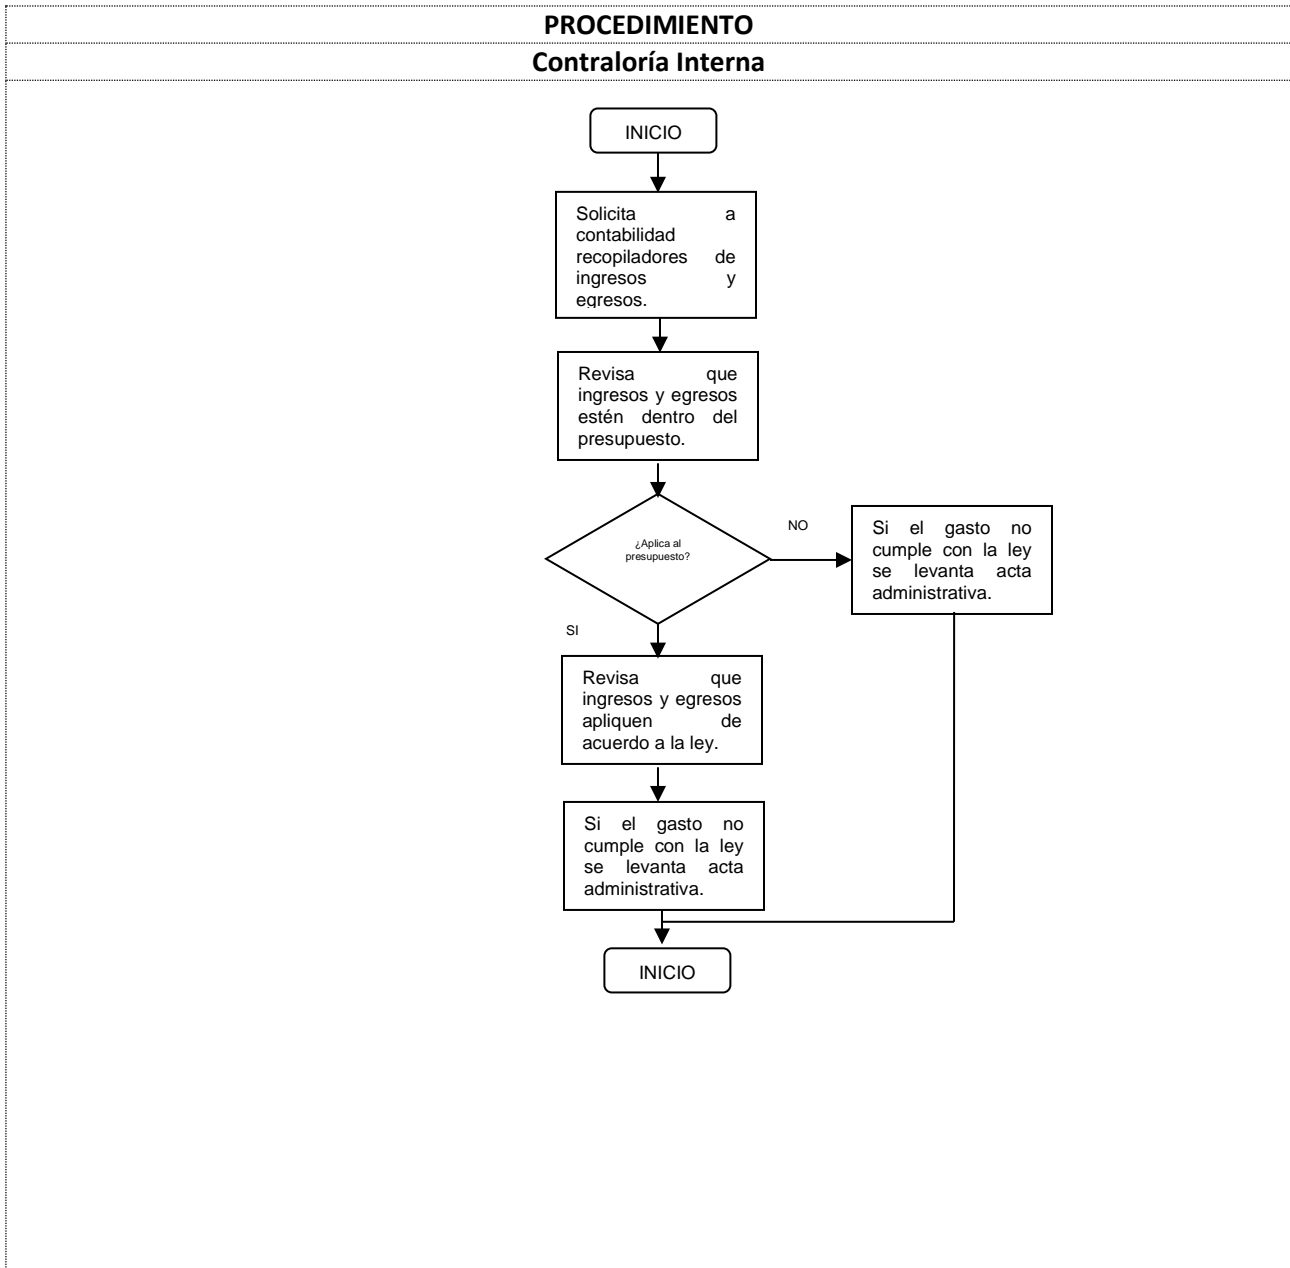 PROCEDIMIENTO
Contraloría Interna
INICIO
Solicita a
contabilidad
recopiladores de
ingresos y
egresos.
Revisa que
ingresos y egresos
estén dentro del
presupuesto.
¿Aplica al
presupuesto?
NO
Si el gasto no
cumple con la ley
se levanta acta
administrativa.
SI
Revisa que
ingresos y egresos
apliquen de
acuerdo a la ley.
Si el gasto no
cumple con la ley
se levanta acta
administrativa.
INICIO